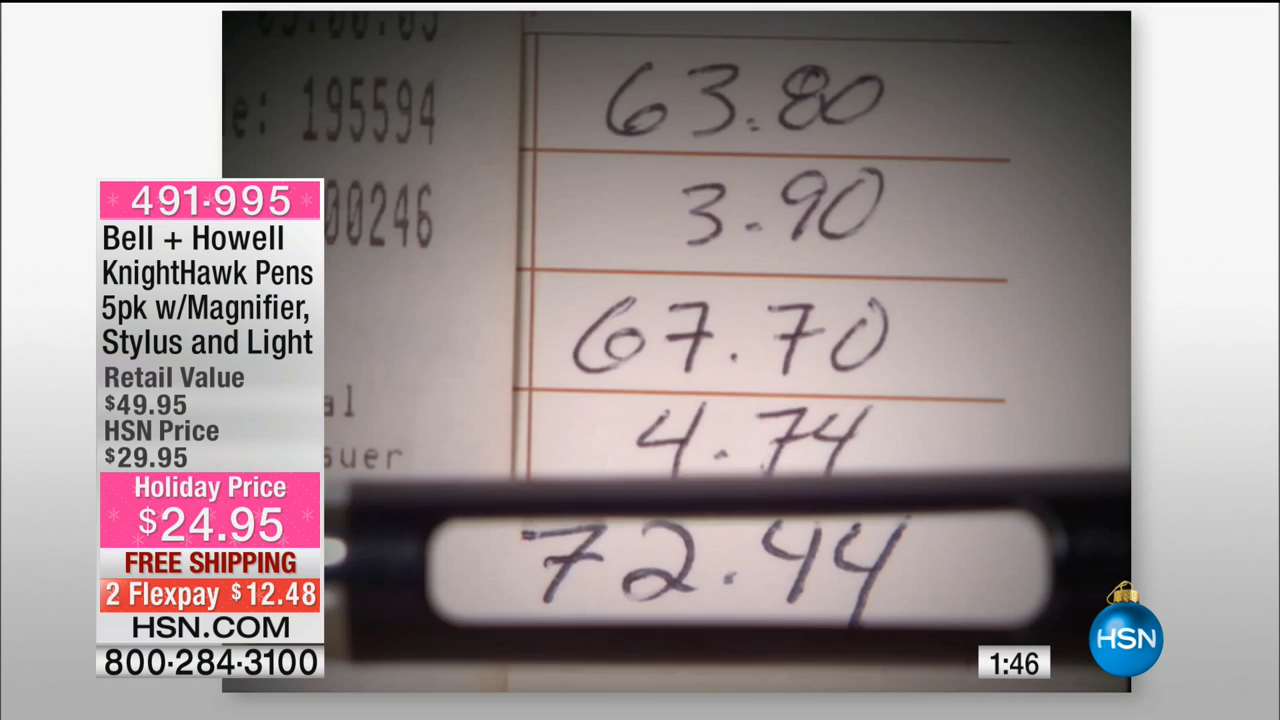 491-995
Bell + Howell
KnightHawk Pens
5pk w/Magnifier,
Stylus and Light
Retail Value
$49.95
HSN Price
$29.95
Holiday Price
$24.95
FREE SHIPPING
2 Flexpay $12.48
HSN.COM
800-284-3100
e: 195594
00246
al
suer
63.80
3.90
67.70
4.74
72.44
1:46
HSN